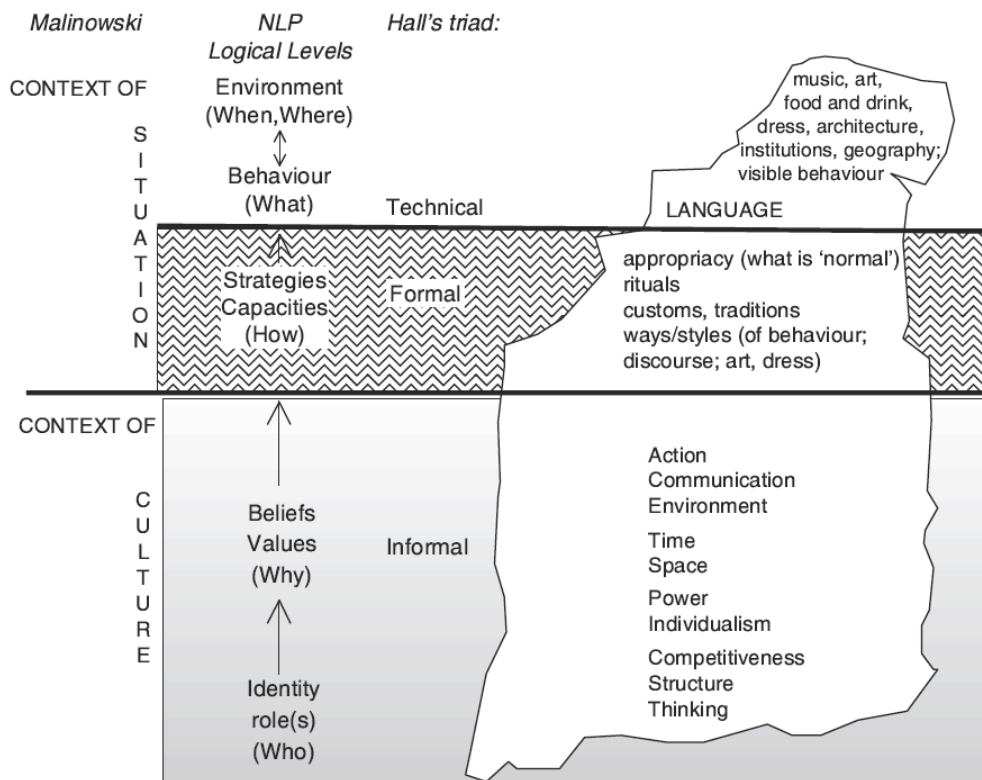 Malinowski
NLP
Logical Levels
Hall's triad:
CONTEXT OF
SITUATION
Environment
(When,Where)
Behaviour
(What)
Technical
music, art,
food and drink,
dress, architecture,
institutions, geography;
visible behaviour
LANGUAGE
Strategies
Capacities
(How)
Formal
appropriacy (what is ‘normal’)
rituals
customs, traditions
ways/styles (of behaviour;
discourse; art, dress)
CONTEXT OF
CULTURE
Beliefs
Values
(Why)
Informal
Identity
role(s)
(Who)
Action
Communication
Environment
Time
Space
Power
Individualism
Competitiveness
Structure
Thinking